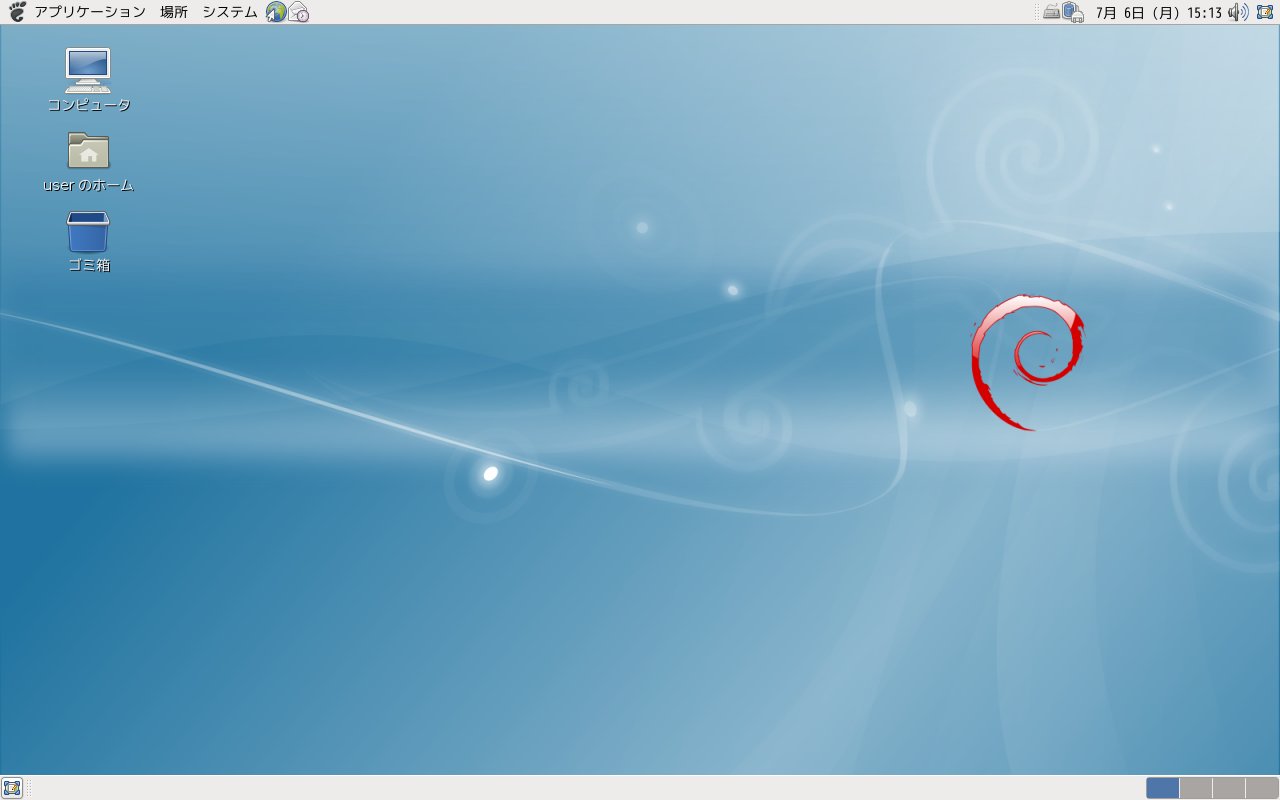 アプリケーション 場所 システム 7月 6日 (月) 15:13
コンピュータ
user のホーム
ゴミ箱